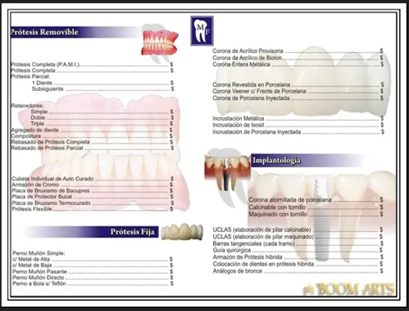 Prótesis Removible
Prótesis Completa (P.A.M.I.) $
Prótesis Completa $
Prótesis Parcial:
1 Diente $
Subsiguiente $
Retenedores:
Simple $
Doble $
Triple $
Agregado de diente $
Compostura $
Rebasado de Prótesis Completa $
Rebasado de Prótesis Parcial $
Cubeta Individual de Auto Curado $
Armazón de Cromo $
Placa de Bruxismo de Bacupres $
Placa de Protector Bucal $
Placa de Bruxismo Termocurado $
Prótesis Flexible $
Prótesis Fija
Perno Muñón Simple:
c/ Metal de Alta $
c/ Metal de Baja $
Perno Muñón Pasante $
Perno Muñón Directo $
Perno a Bola s/ Teflón $
M F
Corona de Acrílico Provisoria $
Corona de Acrílico de Biolon $
Corona Entera Metálica $
Corona Revestida en Porcelana $
Corona Veneer c/ Frente de Porcelana $
Corona de Porcelana Inyectada $
Incrustación Metálica $
Incrustación de Isosit $
Incrustación de Porcelana Inyectada $
Implantología
Corona atornillada de porcelana $
Calcinable con tornillo $
Maquinado con tornillo $
UCLAS (elaboración de pilar calcinable) $
UCLAS (elaboración de pilar maquinado) $
Barras tangenciales (cada tramo) $
Guía quirúrgica $
Armazón de Prótesis híbrida $
Colocación de dientes en prótesis híbrida $
Análogos de bronce $
BOOM ARTS